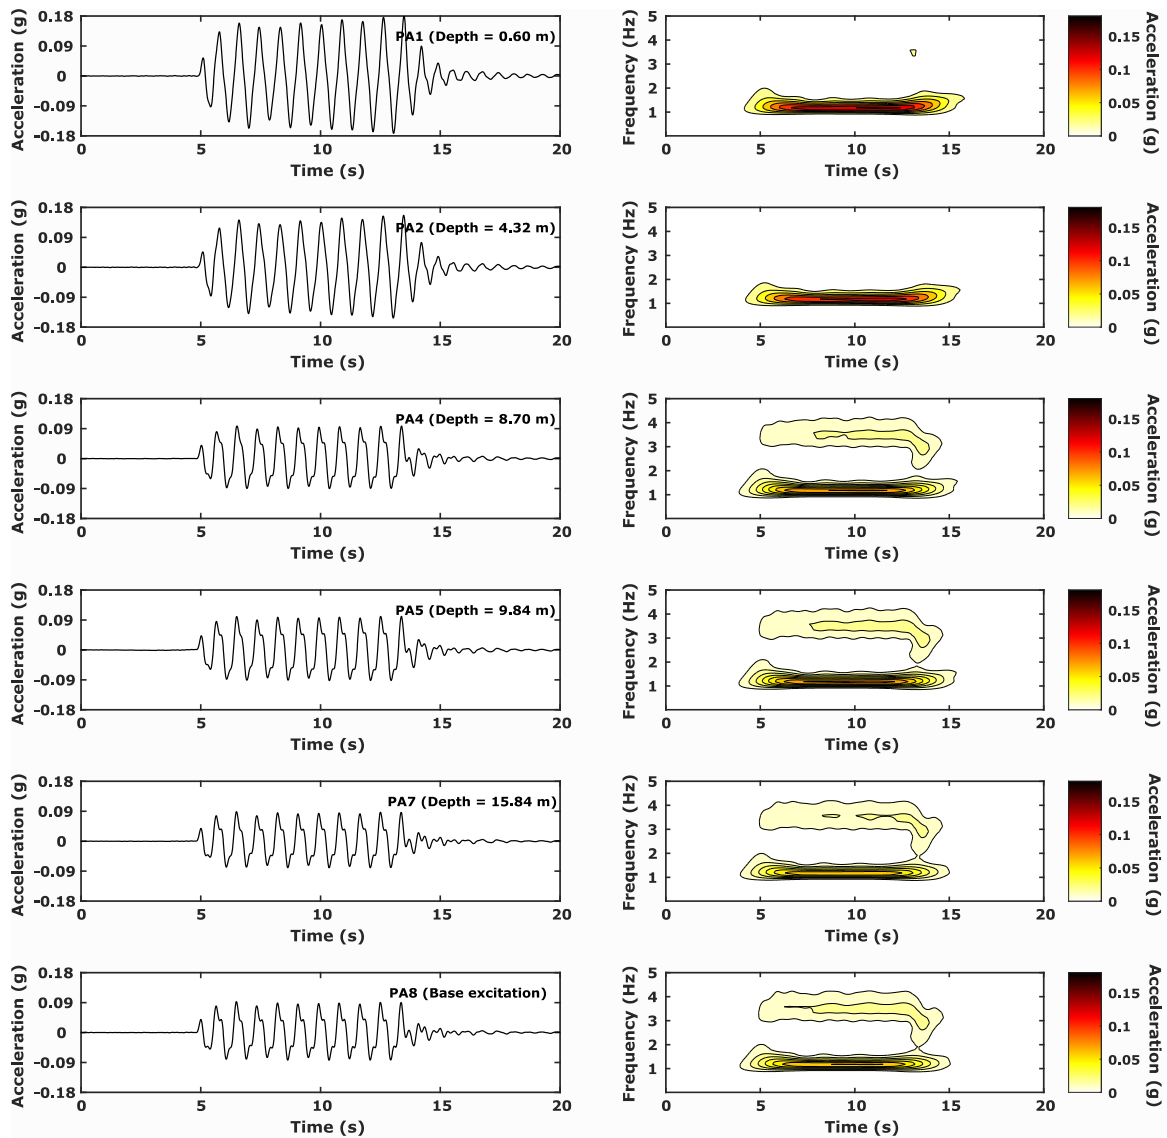 Acceleration (g)
0.18
0.09
0
-0.09
-0.18
PA1 (Depth = 0.60 m)
0 5 10 15 20
Time (s)
Frequency (Hz)
5
4
3
2
1
0 5 10 15 20
Time (s)
0.15
0.1
0.05
0
Acceleration (g)
Acceleration (g)
0.18
0.09
0
-0.09
-0.18
PA2 (Depth = 4.32 m)
0 5 10 15 20
Time (s)
Frequency (Hz)
5
4
3
2
1
0 5 10 15 20
Time (s)
0.15
0.1
0.05
0
Acceleration (g)
Acceleration (g)
0.18
0.09
0
-0.09
-0.18
PA4 (Depth = 8.70 m)
0 5 10 15 20
Time (s)
Frequency (Hz)
5
4
3
2
1
0 5 10 15 20
Time (s)
0.15
0.1
0.05
0
Acceleration (g)
Acceleration (g)
0.18
0.09
0
-0.09
-0.18
PA5 (Depth = 9.84 m)
0 5 10 15 20
Time (s)
Frequency (Hz)
5
4
3
2
1
0 5 10 15 20
Time (s)
0.15
0.1
0.05
0
Acceleration (g)
Acceleration (g)
0.18
0.09
0
-0.09
-0.18
PA7 (Depth = 15.84 m)
0 5 10 15 20
Time (s)
Frequency (Hz)
5
4
3
2
1
0 5 10 15 20
Time (s)
0.15
0.1
0.05
0
Acceleration (g)
Acceleration (g)
0.18
0.09
0
-0.09
-0.18
PA8 (Base excitation)
0 5 10 15 20
Time (s)
Frequency (Hz)
5
4
3
2
1
0 5 10 15 20
Time (s)
0.15
0.1
0.05
0
Acceleration (g)